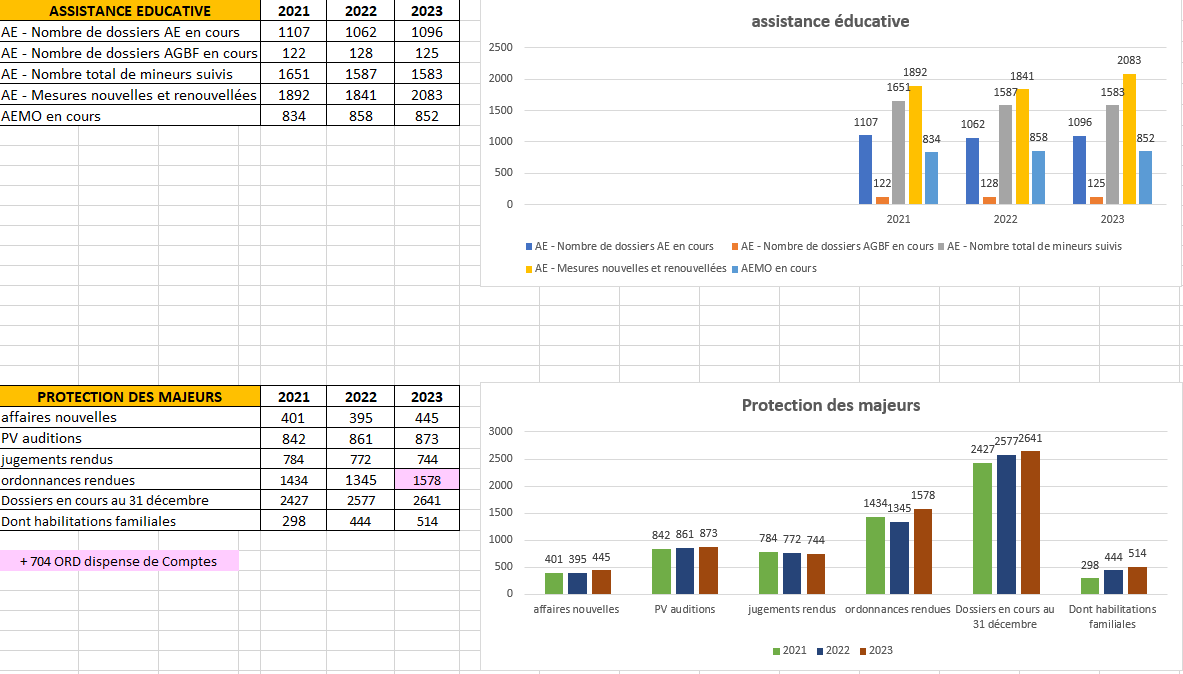 ASSISTANCE EDUCATIVE 2021 2022 2023
AE - Nombre de dossiers AE en cours 1107 1062 1096
AE - Nombre de dossiers AGBF en cours 122 128 125
AE - Nombre total de mineurs suivis 1651 1587 1583
AE - Mesures nouvelles et renouvellées 1892 1841 2083
AEMO en cours 834 858 852
assistance éducative
2500
2000
1500
1000
500
0
1107 122 1651 1892 834
1062 128 1587 1841 858
1096 125 1583 2083 852
2021 2022 2023
AE - Nombre de dossiers AE en cours AE - Nombre de dossiers AGBF en cours AE - Nombre total de mineurs suivis
AE - Mesures nouvelles et renouvellées AEMO en cours
PROTECTION DES MAJEURS 2021 2022 2023
affaires nouvelles 401 395 445
PV auditions 842 861 873
jugements rendus 784 772 744
ordonnances rendues 1434 1345 1578
Dossiers en cours au 31 décembre 2427 2577 2641
Dont habilitations familiales 298 444 514
+ 704 ORD dispense de Comptes
Protection des majeurs
3000
2500
2000
1500
1000
500
0
401 395 445
842 861 873
784 772 744
1434 1345 1578
2427 2577 2641
298 444 514
affaires nouvelles PV auditions jugements rendus ordonnances rendues Dossiers en cours au Dont habilitations
31 décembre familiales
2021 2022 2023